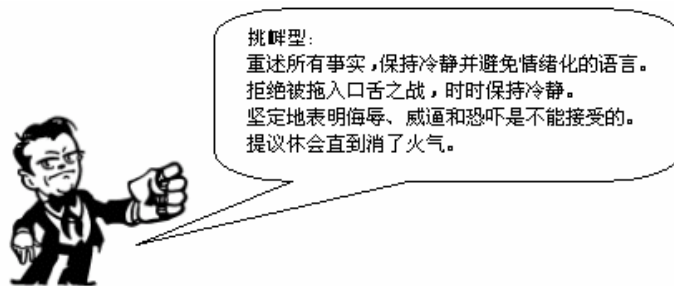 挑衅型:
重述所有事实,保持冷静并避免情绪化的语言。
拒绝被拖入口舌之战，时时保持冷静。
坚定地表明侮辱、威逼和恐吓是不能接受的。
提议休会直到消了火气。